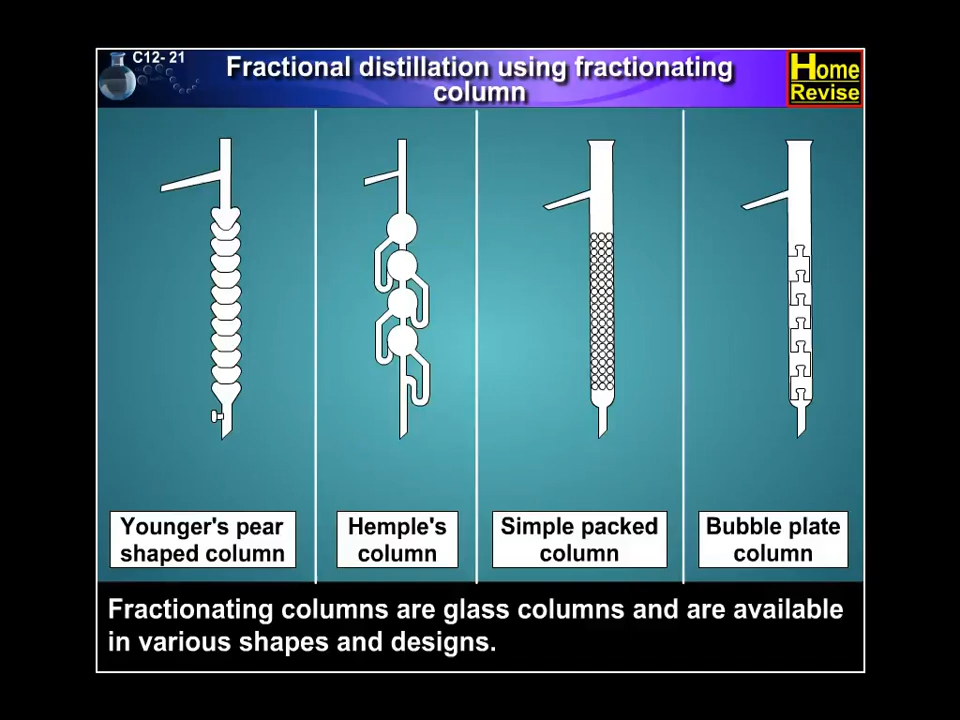 C12- 21
Fractional distillation using fractionating
column
Home
Revise
Younger's pear
shaped column
Hemple's
column
Simple packed
column
Bubble plate
column
Fractionating columns are glass columns and are available
in various shapes and designs.